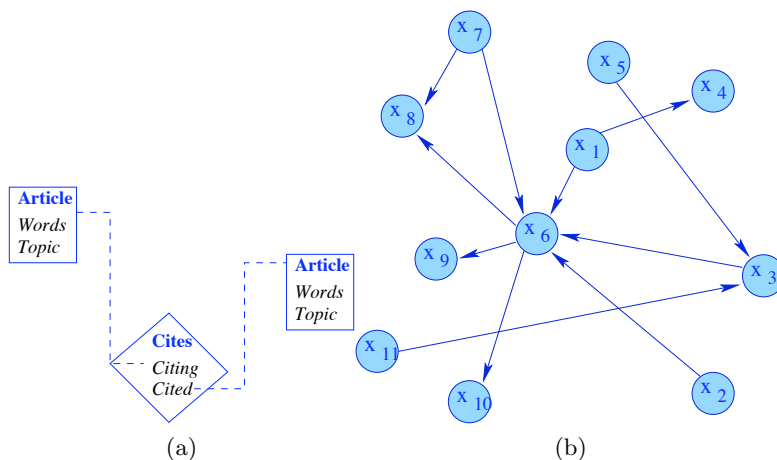 Article
Words
Topic
Article
Words
Topic
Cites
Citing
Cited
(a)
x 7
x 5
x 4
x 8
x 1
x 6
x 9
x 3
x 11
x 10
x 2
(b)